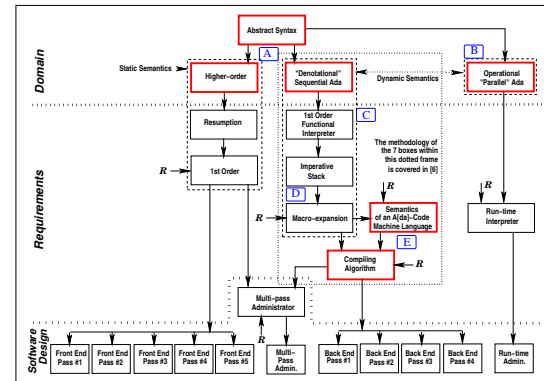 Abstract Syntax
A
B
Domain
Static Semantics
Higher-order
"Denotational"
Sequential Ada
Dynamic Semantics
Operational
"Parallel" Ada
C
Requirements
Resumption
1st Order
Functional
Interpreter
The methodology of
the 7 boxes within
this dotted frame
is covered in [6]
R
1st Order
Imperative
Stack
R
R
D
R
Macro-expansion
Semantics
of an A[da]-Code
Machine Language
Run-time
Interpreter
E
Compiling
Algorithm
R
Multi-pass
Administrator
R
Software
Design
Front End
Pass #1
Front End
Pass #2
Front End
Pass #3
Front End
Pass #4
Front End
Pass #5
Multi-
Pass
Admin.
Back End
Pass #1
Back End
Pass #2
Back End
Pass #3
Back End
Pass #4
Run-time
Admin.